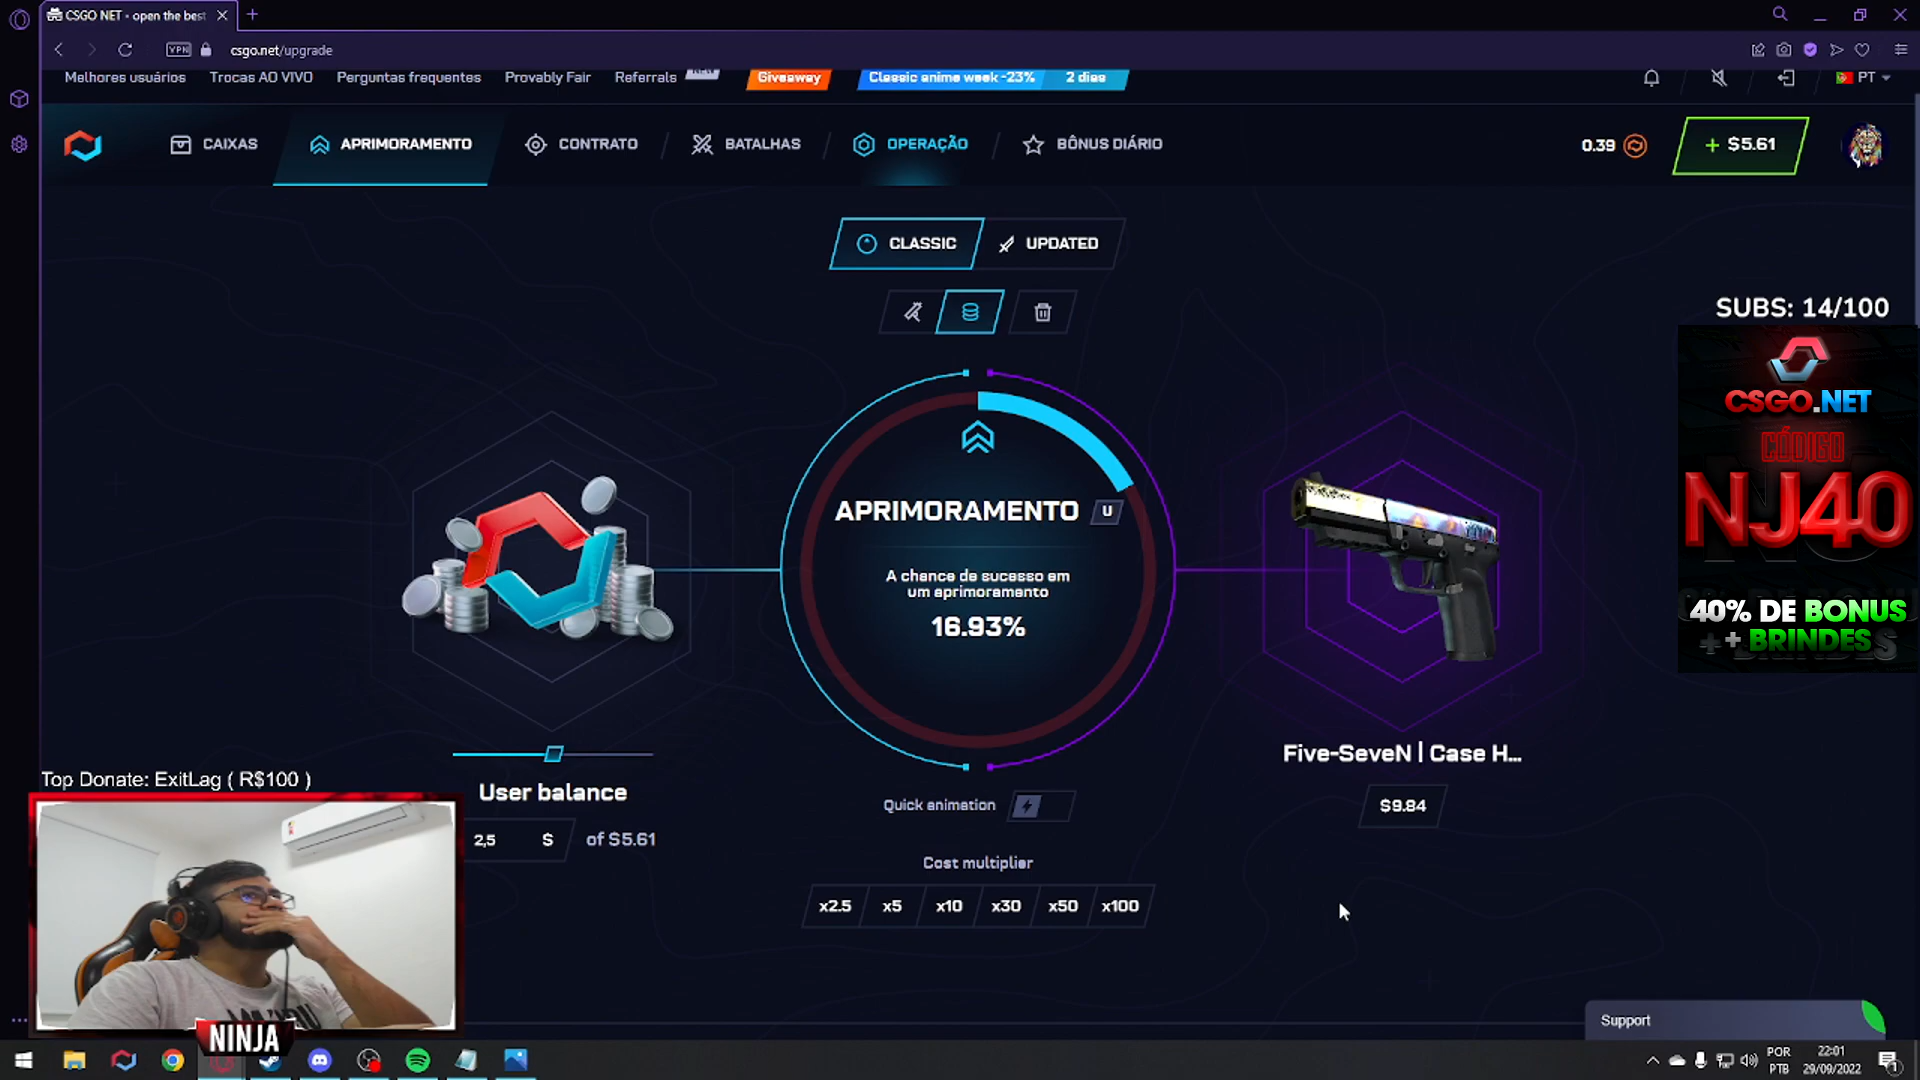 CSGO NET - open the best
VPN
csgo.net/upgrade
Melhores usuários
Trocas AO VIVO
Perguntas frequentes
Provably Fair
Referrals
NEW
Giveaway
Classic anime week -23%
2 dies
PT
CAIXAS
APRIMORAMENTO
CONTRATO
BATALHAS
OPERAÇÃO
BÔNUS DIÁRIO
0.39
+ $5.61
CLASSIC
UPDATED
SUBS: 14/100
CSGO.NET
CÓDIGO
NJ40
40% DE BONUS
+ BRINDES
APRIMORAMENTO
U
A chance de sucesso em
um aprimoramento
16.93%
Five-SeveN | Case H...
$9.84
Top Donate: ExitLag ( R$100 )
User balance
2,5
$
of $5.61
Quick animation
Cost multiplier
x2.5
x5
x10
x30
x50
x100
NINJA
Support
POR
PTB
22:01
29/09/2022
1